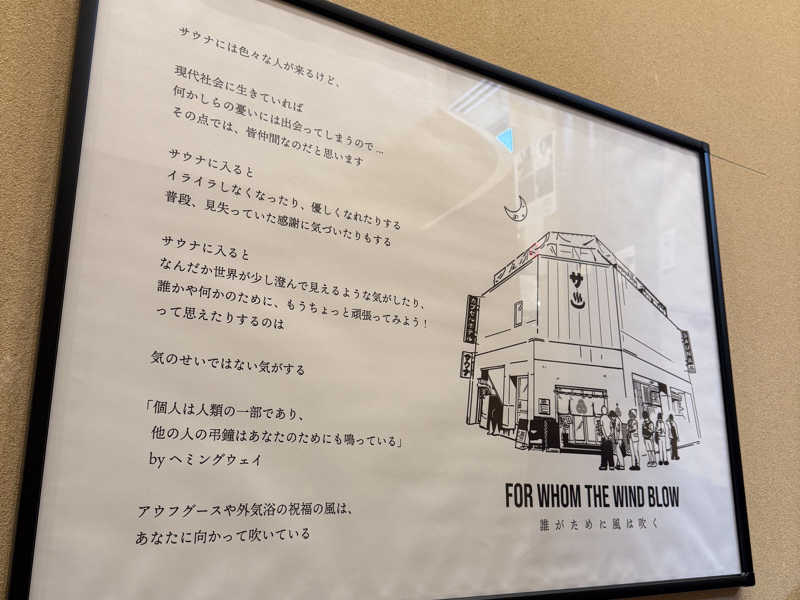 サウナには色々な人が来るけど、
現代社会に生きていれば
何かしらの憂いには出会ってしまうので...
その点では、皆仲間なのだと思います
サウナに入ると
イライラしなくなったり、優しくなれたりする
普段、見失っていた感謝に気づいたりもする
サウナに入ると
なんだか世界が少し澄んで見えるような気がしたり、
誰かや何かのために、もうちょっと頑張ってみよう！
って思えたりするのは
気のせいではない気がする
「個人は人類の一部であり、
他の人の弔鐘はあなたのためにも鳴っている」
by ヘミングウェイ
アウフグースや外気浴の祝福の風は、
あなたに向かって吹いている
サ
カプセルホテル
サウナ
FOR WHOM THE WIND BLOW
誰がために風は吹く